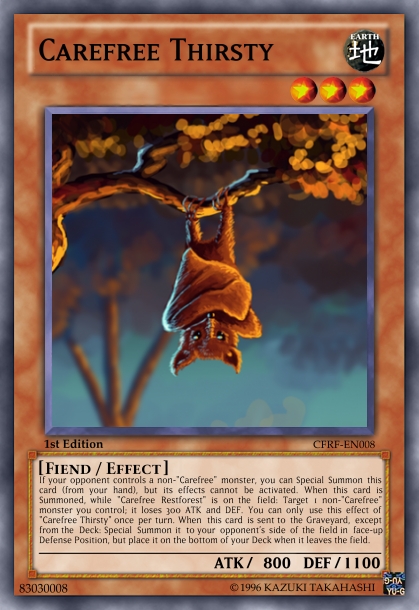 CAREFREE THIRSTY
EARTH
地
1st Edition
CFRF-EN008
[FIEND / EFFECT]
If your opponent controls a non-"Carefree" monster, you can Special Summon this
card (from your hand), but its effects cannot be activated. When this card is
Summoned, while "Carefree Restforest" is on the field: Target 1 non-"Carefree"
monster you control; it loses 300 ATK and DEF. You can only use this effect of
"Carefree Thirsty" once per turn. When this card is sent to the Graveyard, except
from the Deck: Special Summon it to your opponent's side of the field in face-up
Defense Position, but place it on the bottom of your Deck when it leaves the field.
ATK/ 800 DEF/1100
83030008
©1996 KAZUKI TAKAHASHI